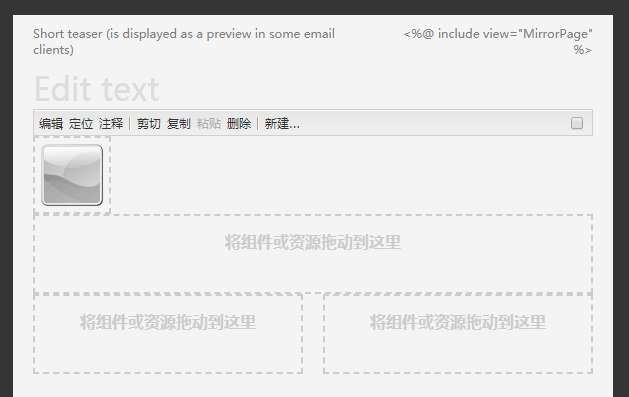 Short teaser (is displayed as a preview in some email
clients)
<%@ include view="MirrorPage"
%>
Edit text
编辑 定位 注释 | 剪切 复制 粘贴 删除 | 新建...
将组件或资源拖动到这里
将组件或资源拖动到这里
将组件或资源拖动到这里